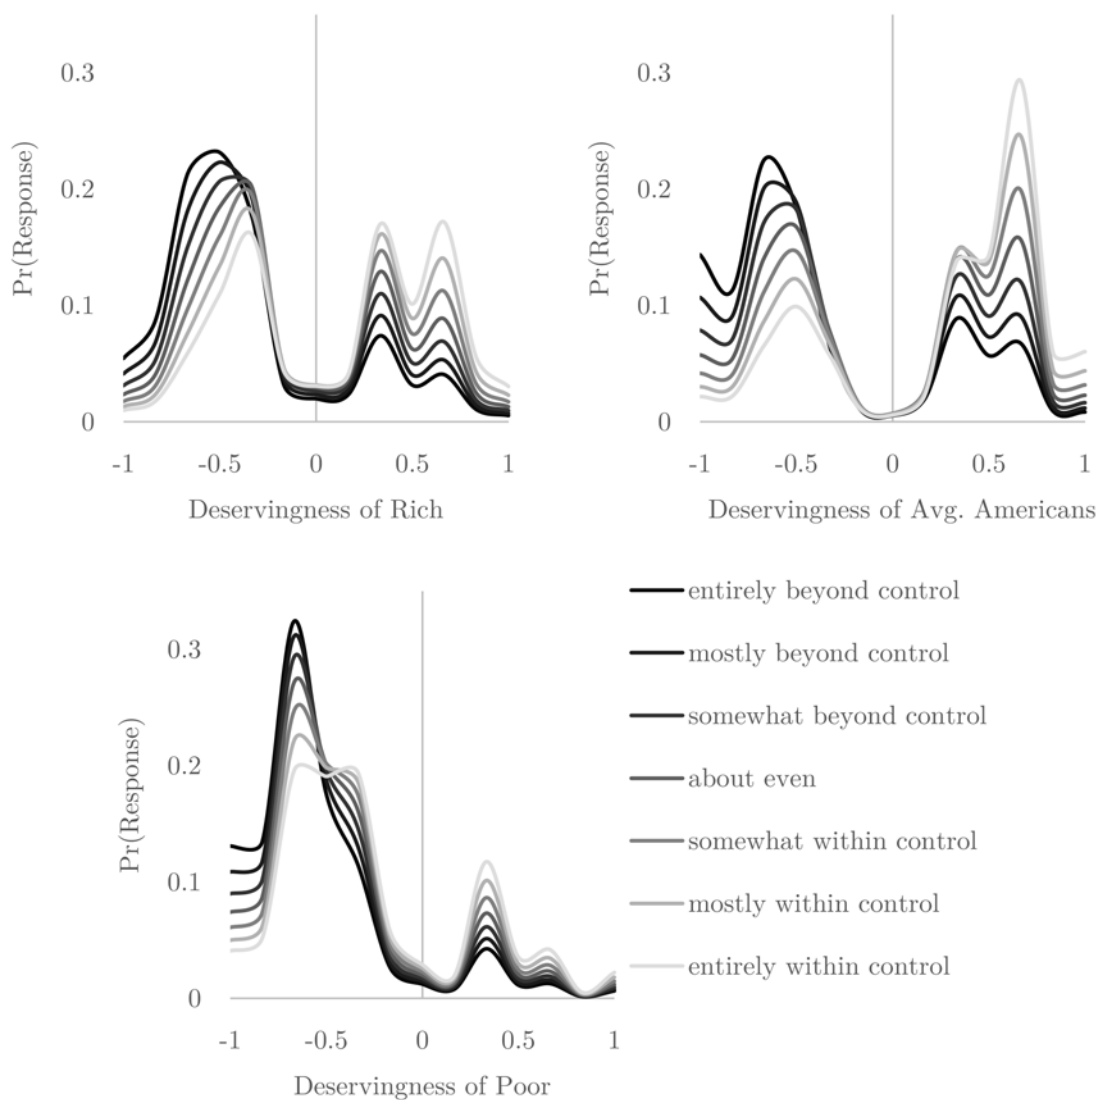 0.3
0.2
0.1
0
Pr(Response)
-1 -0.5 0 0.5 1
Deservingness of Rich
0.3
0.2
0.1
0
Pr(Response)
-1 -0.5 0 0.5 1
Deservingness of Avg. Americans
0.3
0.2
0.1
0
Pr(Response)
-1 -0.5 0 0.5 1
Deservingness of Poor
entirely beyond control
mostly beyond control
somewhat beyond control
about even
somewhat within control
mostly within control
entirely within control